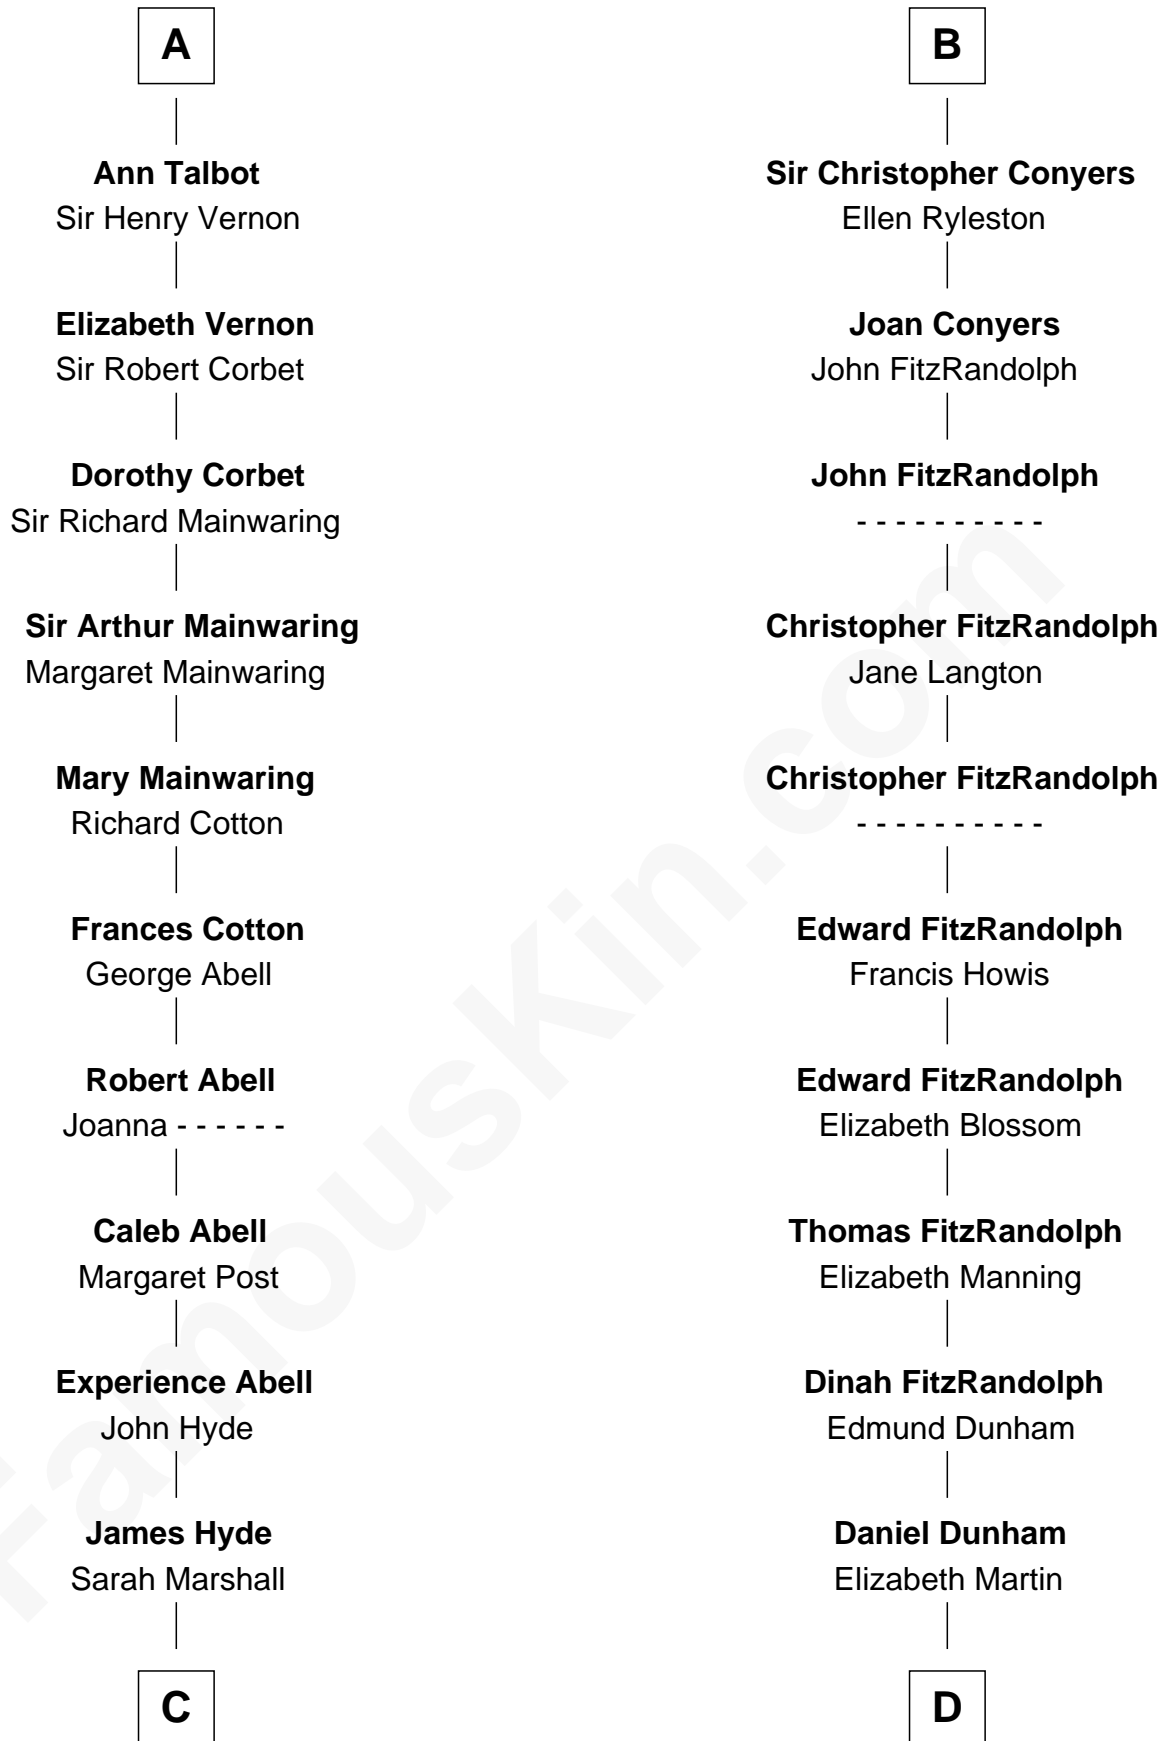 A
Ann Talbot
Sir Henry Vernon
Elizabeth Vernon
Sir Robert Corbet
Dorothy Corbet
Sir Richard Mainwaring
Sir Arthur Mainwaring
Margaret Mainwaring
Mary Mainwaring
Richard Cotton
Frances Cotton
George Abell
Robert Abell
Joanna - - - - - -
Caleb Abell
Margaret Post
Experience Abell
John Hyde
James Hyde
Sarah Marshall
C
B
Sir Christopher Conyers
Ellen Ryleston
Joan Conyers
John FitzRandolph
John FitzRandolph
- - - - - - - - - -
Christopher FitzRandolph
Jane Langton
Christopher FitzRandolph
- - - - - - - - - -
Edward FitzRandolph
Francis Howis
Edward FitzRandolph
Elizabeth Blossom
Thomas FitzRandolph
Elizabeth Manning
Dinah FitzRandolph
Edmund Dunham
Daniel Dunham
Elizabeth Martin
D
FamousKin.com